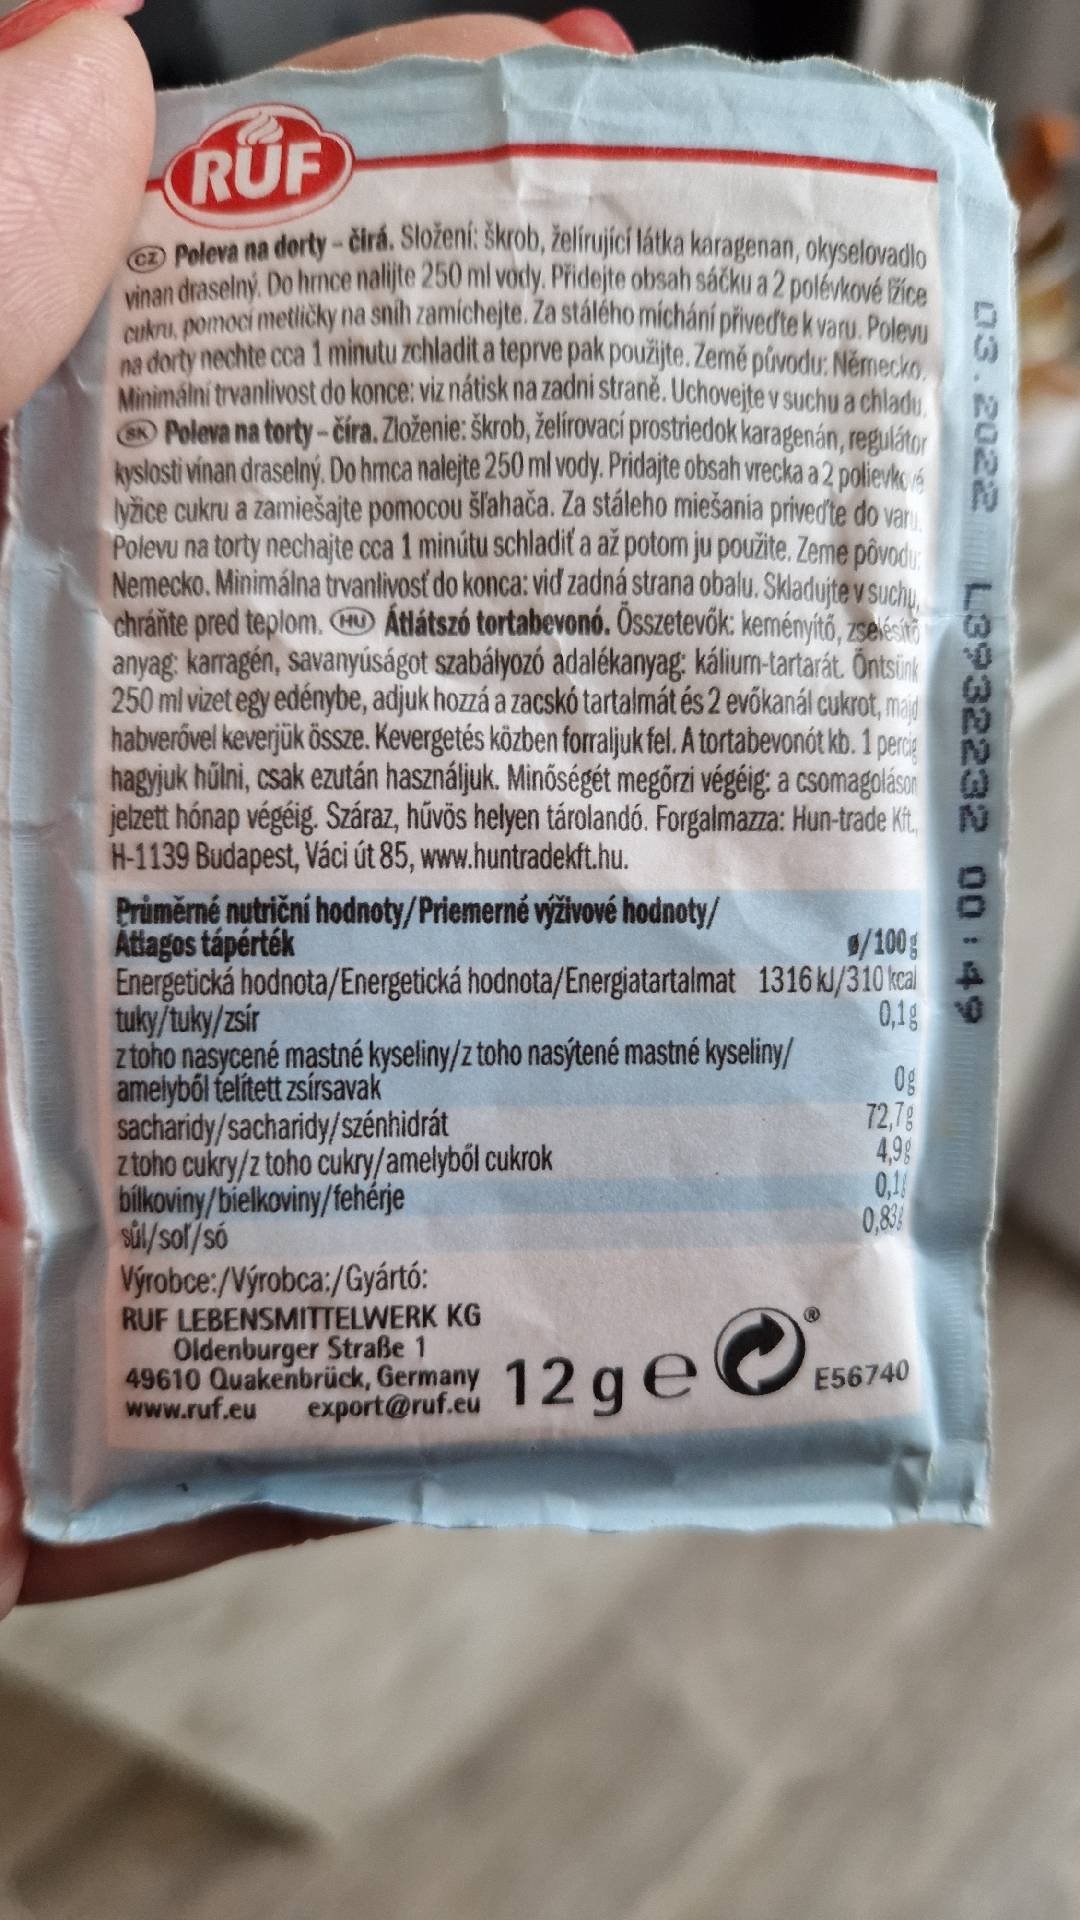 RUF
CZ Poleva na dorty – čirá. Složení: škrob, želírující látka karagenan, okyselovadlo
vinan draselný. Do hrnce nalijte 250 ml vody. Přidejte obsah sáčku a 2 polévkové lžíce
cukru, pomocí metličky na sníh zamíchejte. Za stálého míchání přiveďte k varu. Polevu
na dorty nechte cca 1 minutu zchladit a teprve pak použijte. Země původu: Německo.
Minimální trvanlivost do konce: viz nátisk na zadni straně. Uchovejte v suchu a chladu.
SK Poleva na torty – číra. Zloženie: škrob, želírovací prostriedok karagenán, regulátor
kyslosti vínan draselný. Do hrnca nalejte 250 ml vody. Pridajte obsah vrecka a 2 polievkové
lyžice cukru a zamiešajte pomocou šľahača. Za stáleho miešania priveďte do varu.
Polevu na torty nechajte cca 1 minútu schladiť a až potom ju použite. Zeme pôvodu:
Nemecko. Minimálna trvanlivosť do konca: viď zadná strana obalu. Skladujte v suchu,
chráňte pred teplom. HU Átlátszó tortabevonó. Összetevők: keményítő, zselésítő
anyag: karragén, savanyúságot szabályozó adalékanyag: kálium-tartarát. Öntsünk
250 ml vizet egy edénybe, adjuk hozzá a zacskó tartalmát és 2 evőkanál cukrot, majd
habverővel keverjük össze. Kevergetés közben forraljuk fel. A tortabevonót kb. 1 percig
hagyjuk hűlni, csak ezután használjuk. Minőségét megőrzi végéig: a csomagoláson
jelzett hónap végéig. Száraz, hűvös helyen tárolandó. Forgalmazza: Hun-trade Kft.,
H-1139 Budapest, Váci út 85, www.huntradekft.hu.
Průměrné nutriční hodnoty/Priemerné výživové hodnoty/
Átlagos tápérték ø/100 g
Energetická hodnota/Energetická hodnota/Energiatartalmat 1316 kJ/310 kcal
tuky/tuky/zsír 0,1 g
z toho nasycené mastné kyseliny/z toho nasýtené mastné kyseliny/
amelyből telített zsírsavak 0 g
sacharidy/sacharidy/szénhidrát 72,7 g
z toho cukry/z toho cukry/amelyből cukrok 4,9 g
bílkoviny/bielkoviny/fehérje 0,1 g
sůl/soľ/só 0,83 g
Výrobce:/Výrobca:/Gyártó:
RUF LEBENSMITTELWERK KG
Oldenburger Straße 1
49610 Quakenbrück, Germany
www.ruf.eu export@ruf.eu
12 g e
®
E56740
03.2022 L3932232 00:49